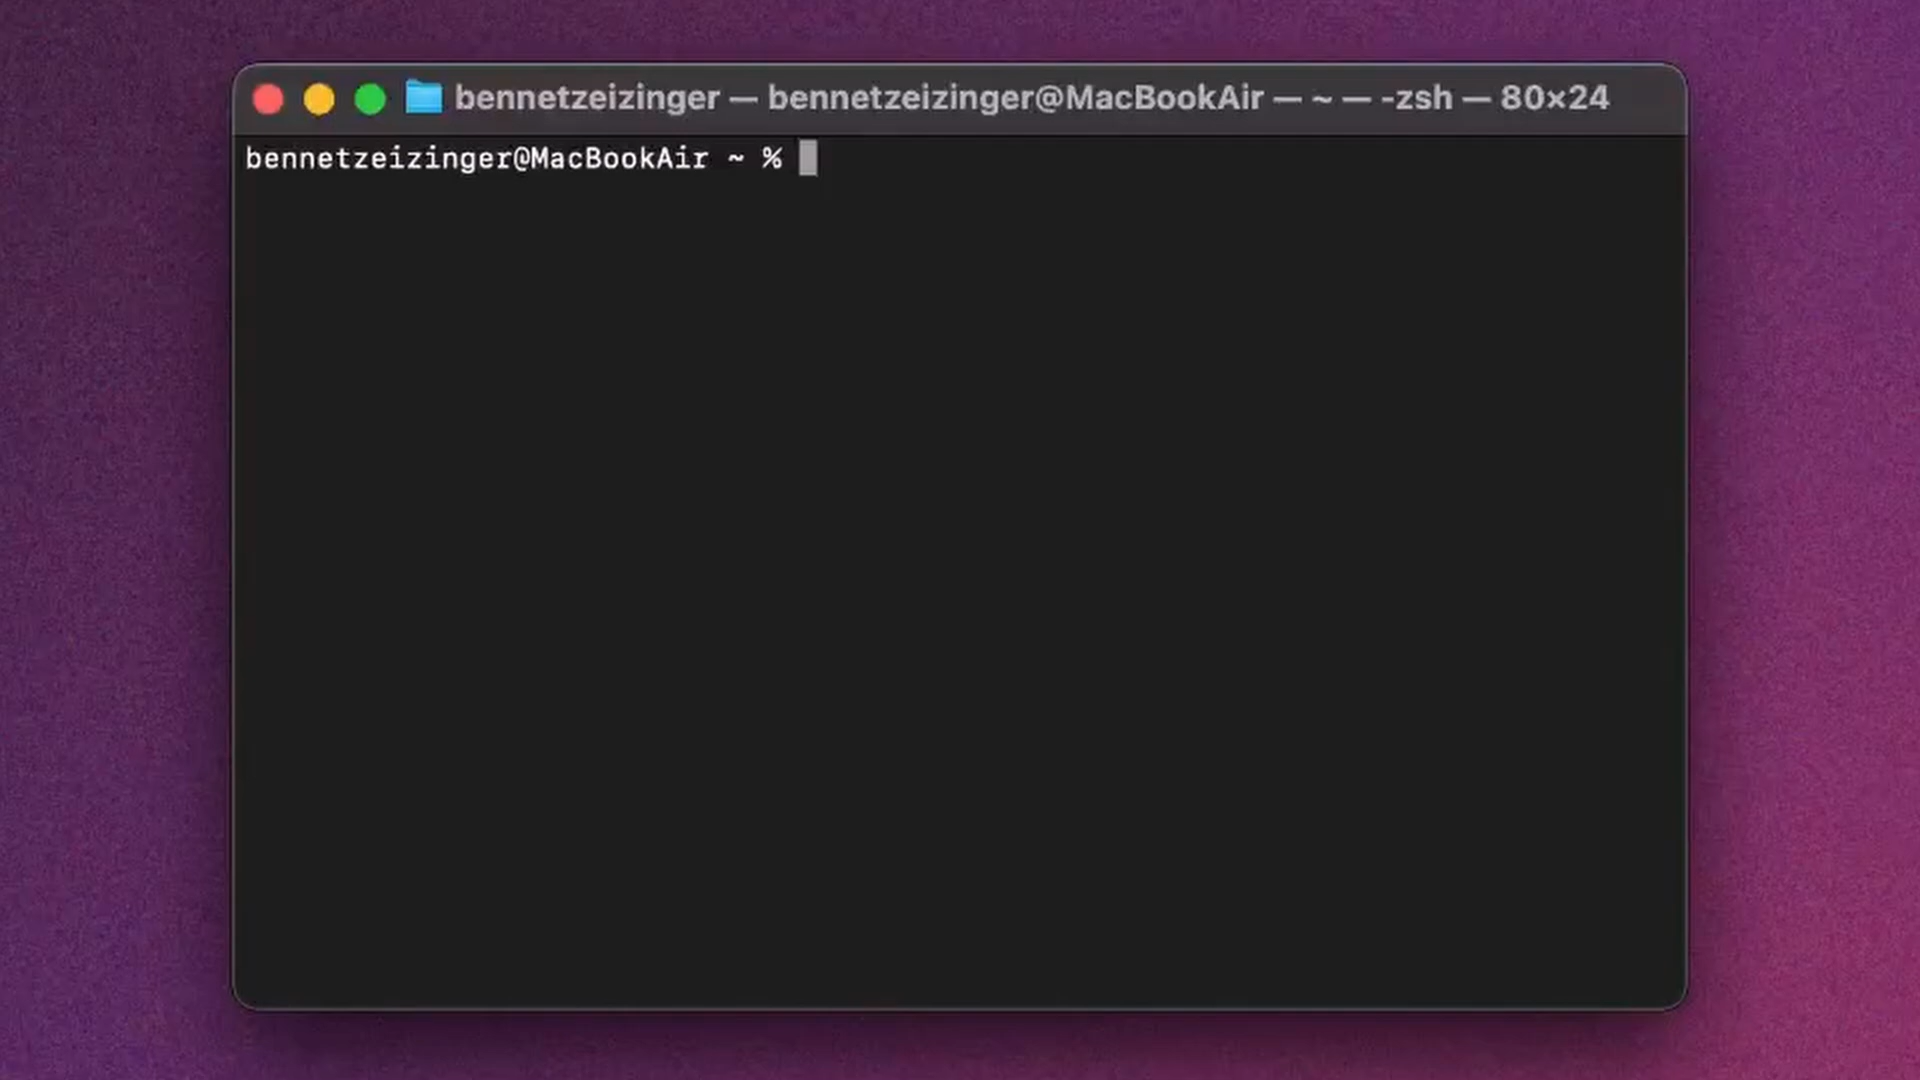 bennetzeizinger — bennetzeizinger@MacBookAir — ~ — -zsh — 80×24
bennetzeizinger@MacBookAir ~ %